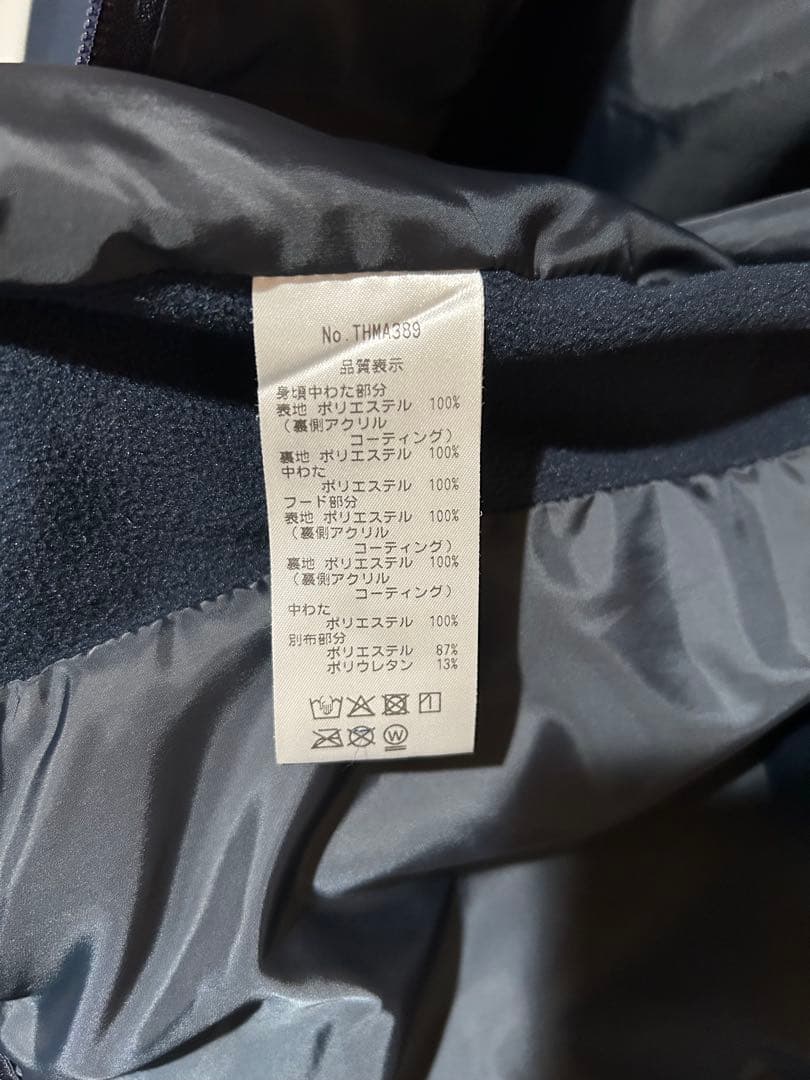 No.THMA389
品質表示
身頃中わた部分
表地 ポリエステル 100%
(裏側アクリル
コーティング)
裏地 ポリエステル 100%
中わた
ポリエステル 100%
フード部分
表地 ポリエステル 100%
(裏側アクリル
コーティング)
裏地 ポリエステル 100%
(裏側アクリル
コーティング)
中わた
ポリエステル 100%
別布部分
ポリエステル 87%
ポリウレタン 13%
W